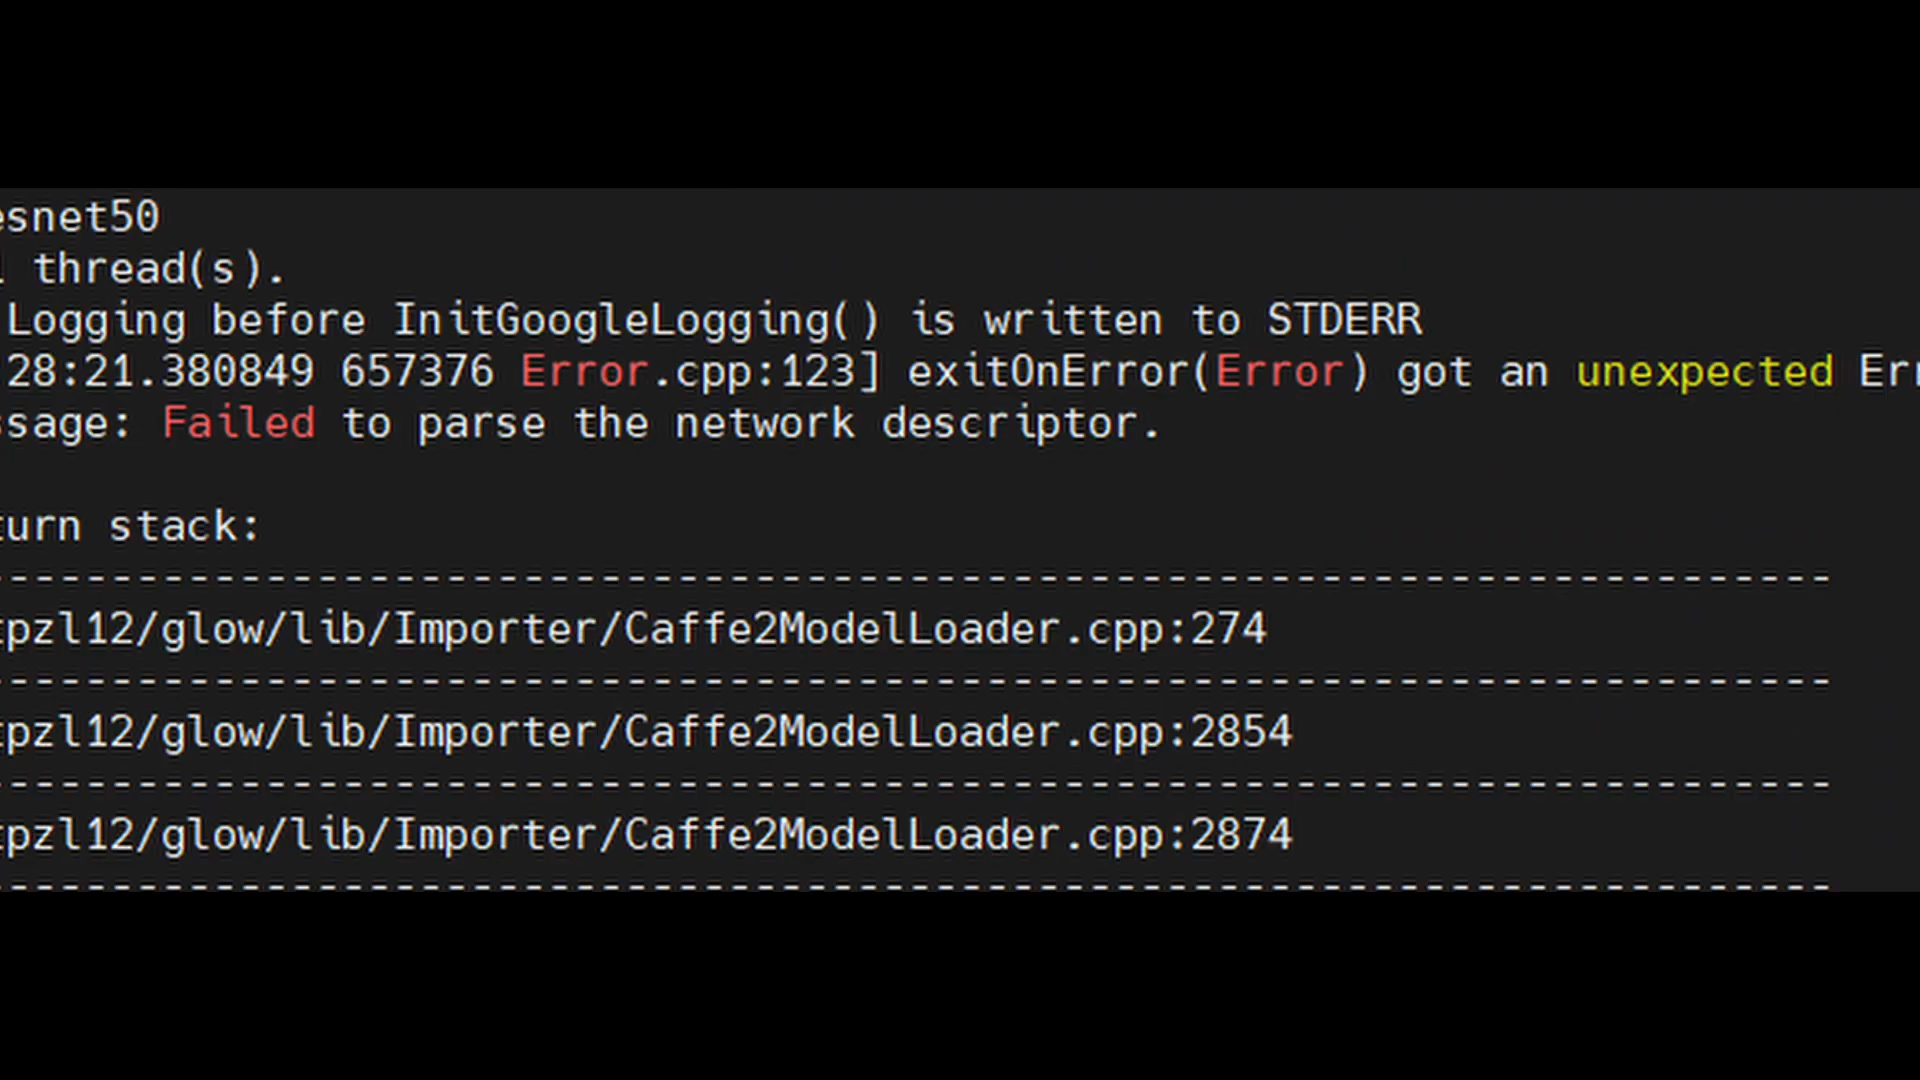 esnet50
thread(s).
Logging before InitGoogleLogging() is written to STDERR
28:21.380849 657376 Error.cpp:123] exitOnError(Error) got an unexpected Err
ssage: Failed to parse the network descriptor.
turn stack:
--------------------------------------------------------------------------------
pzl12/glow/lib/Importer/Caffe2ModelLoader.cpp:274
--------------------------------------------------------------------------------
pzl12/glow/lib/Importer/Caffe2ModelLoader.cpp:2854
--------------------------------------------------------------------------------
pzl12/glow/lib/Importer/Caffe2ModelLoader.cpp:2874
--------------------------------------------------------------------------------